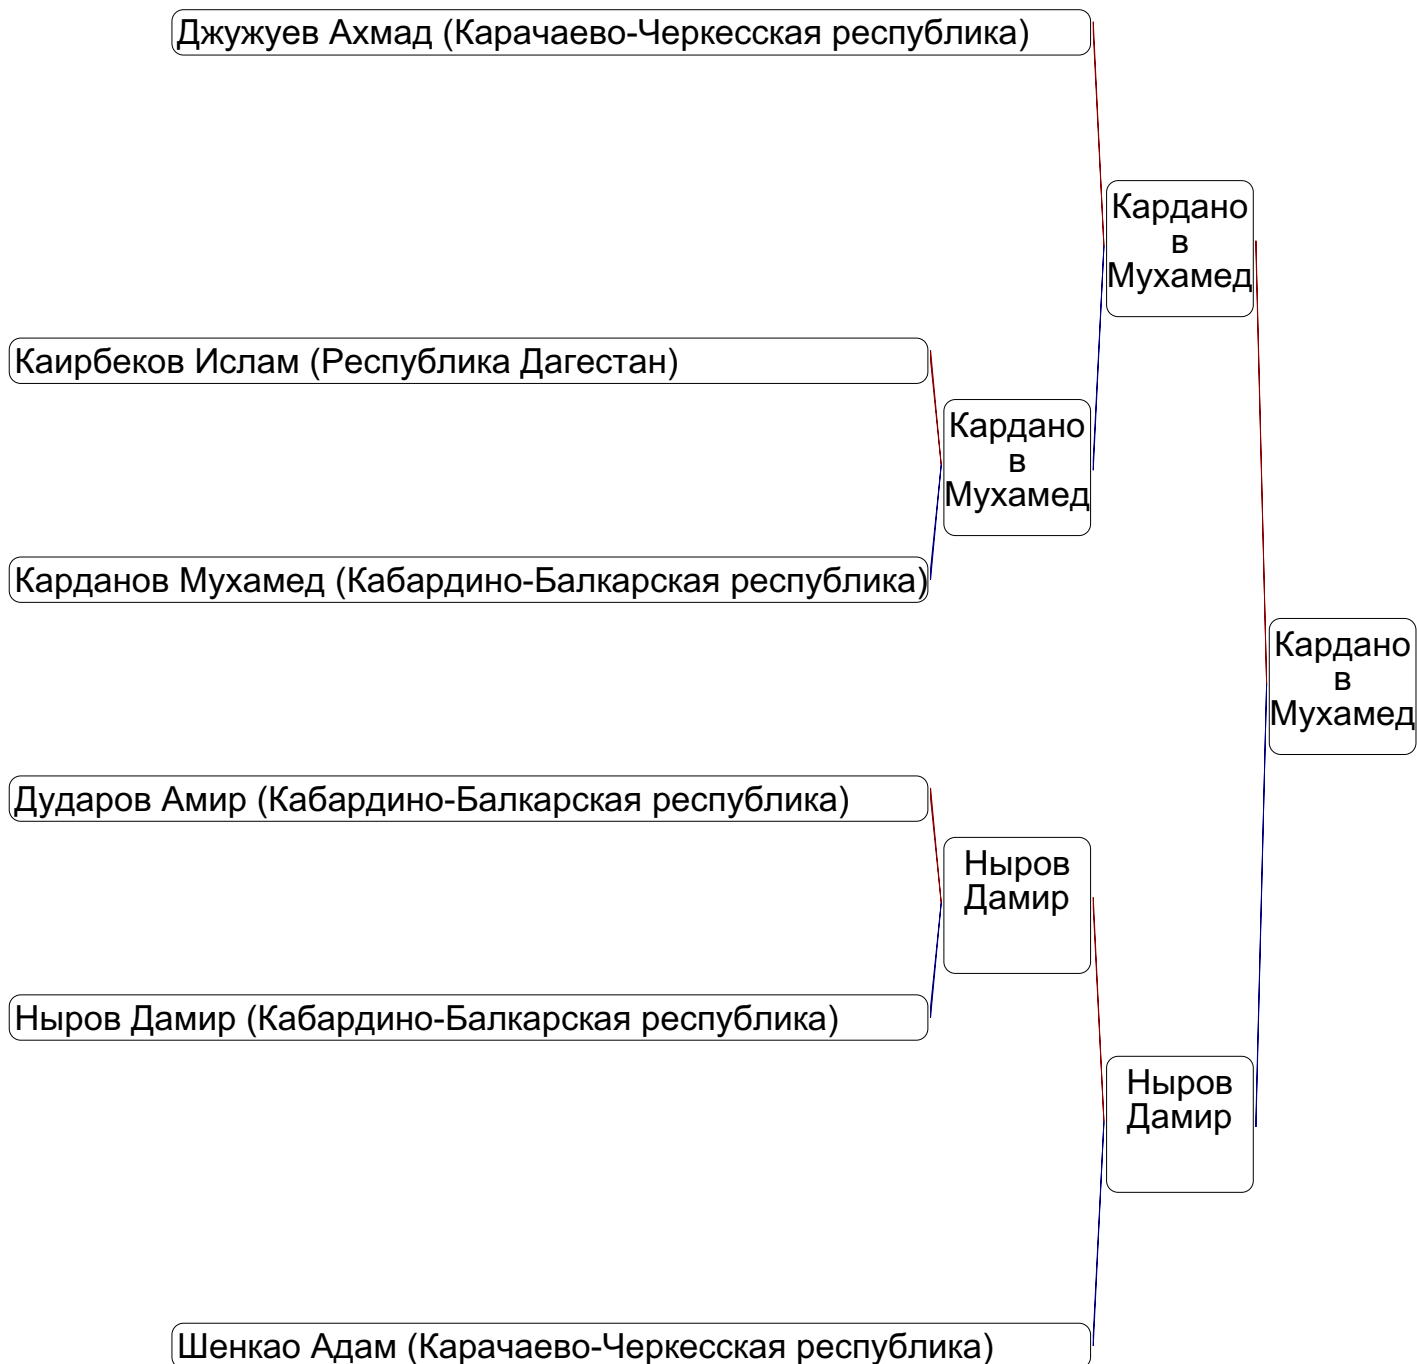 Джужуев Ахмад (Карачаево-Черкесская республика)
Кардано
в
Мухамед
Каирбеков Ислам (Республика Дагестан)
Кардано
в
Мухамед
Карданов Мухамед (Кабардино-Балкарская республика)
Кардано
в
Мухамед
Дударов Амир (Кабардино-Балкарская республика)
Ныров
Дамир
Ныров Дамир (Кабардино-Балкарская республика)
Ныров
Дамир
Шенкао Адам (Карачаево-Черкесская республика)